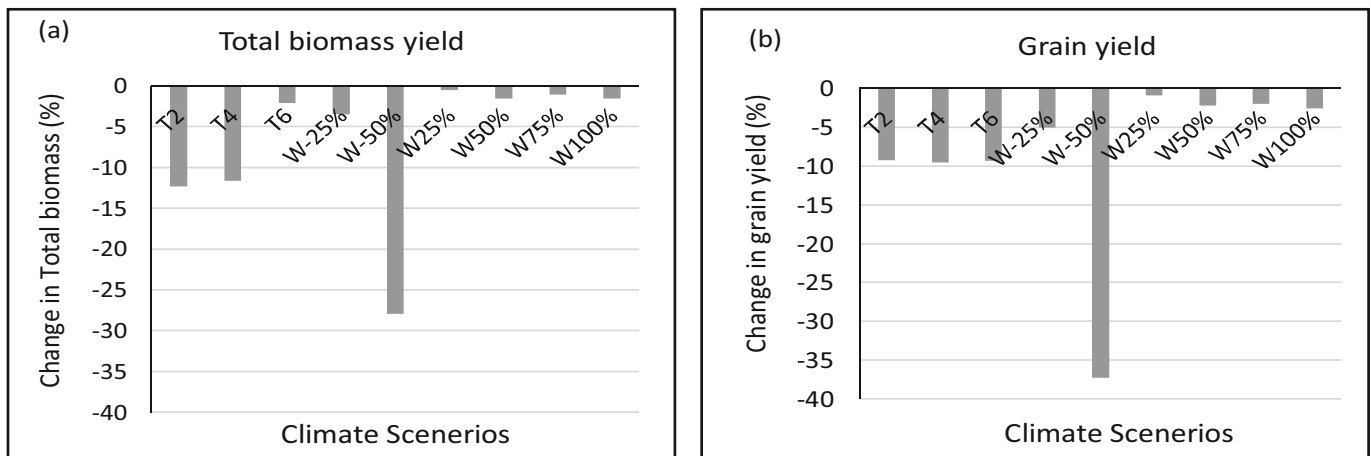 (a)
Total biomass yield
Change in Total biomass (%)
0
-5
-10
-15
-20
-25
-30
-35
-40
T2
T4
T6
W-25%
W-50%
W25%
W50%
W75%
W100%
Climate Scenerios
(b)
Grain yield
Change in grain yield (%)
0
-5
-10
-15
-20
-25
-30
-35
-40
T2
T4
T6
W-25%
W-50%
W25%
W50%
W75%
W100%
Climate Scenerios